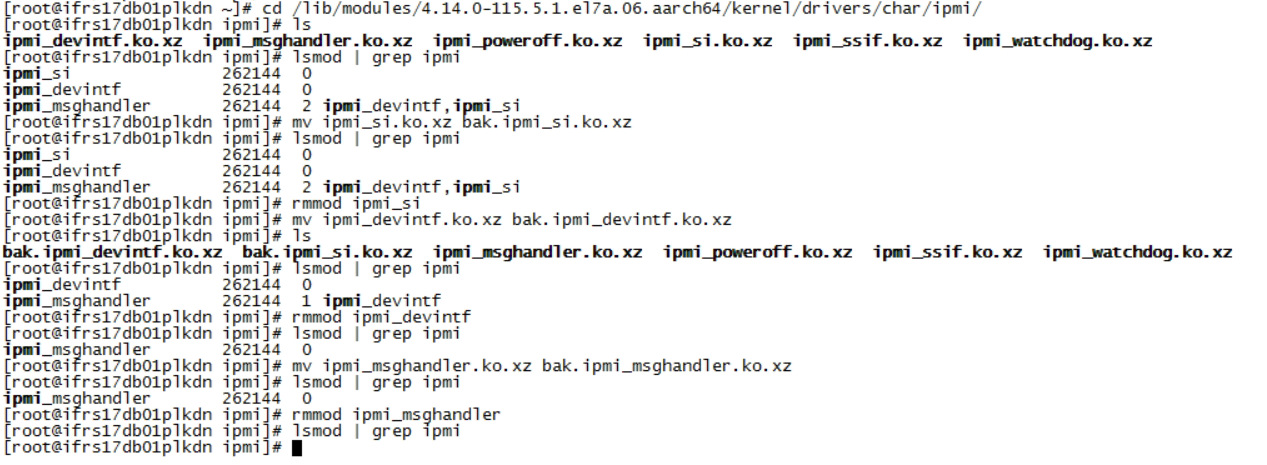 [root@ifrs17db01plkdn ~]# cd /lib/modules/4.14.0-115.5.1.el7a.06.aarch64/kernel/drivers/char/ipmi/
[root@ifrs17db01plkdn ipmi]# ls
ipmi_devintf.ko.xz  ipmi_msghandler.ko.xz  ipmi_poweroff.ko.xz  ipmi_si.ko.xz  ipmi_ssif.ko.xz  ipmi_watchdog.ko.xz
[root@ifrs17db01plkdn ipmi]# lsmod | grep ipmi
ipmi_si               262144  0
ipmi_devintf          262144  0
ipmi_msghandler       262144  2 ipmi_devintf,ipmi_si
[root@ifrs17db01plkdn ipmi]# mv ipmi_si.ko.xz bak.ipmi_si.ko.xz
[root@ifrs17db01plkdn ipmi]# lsmod | grep ipmi
ipmi_si               262144  0
ipmi_devintf          262144  0
ipmi_msghandler       262144  2 ipmi_devintf,ipmi_si
[root@ifrs17db01plkdn ipmi]# rmmod ipmi_si
[root@ifrs17db01plkdn ipmi]# mv ipmi_devintf.ko.xz bak.ipmi_devintf.ko.xz
[root@ifrs17db01plkdn ipmi]# ls
bak.ipmi_devintf.ko.xz  bak.ipmi_si.ko.xz  ipmi_msghandler.ko.xz  ipmi_poweroff.ko.xz  ipmi_ssif.ko.xz  ipmi_watchdog.ko.xz
[root@ifrs17db01plkdn ipmi]# lsmod | grep ipmi
ipmi_devintf          262144  0
ipmi_msghandler       262144  1 ipmi_devintf
[root@ifrs17db01plkdn ipmi]# rmmod ipmi_devintf
[root@ifrs17db01plkdn ipmi]# lsmod | grep ipmi
ipmi_msghandler       262144  0
[root@ifrs17db01plkdn ipmi]# mv ipmi_msghandler.ko.xz bak.ipmi_msghandler.ko.xz
[root@ifrs17db01plkdn ipmi]# lsmod | grep ipmi
ipmi_msghandler       262144  0
[root@ifrs17db01plkdn ipmi]# rmmod ipmi_msghandler
[root@ifrs17db01plkdn ipmi]# lsmod | grep ipmi
[root@ifrs17db01plkdn ipmi]#